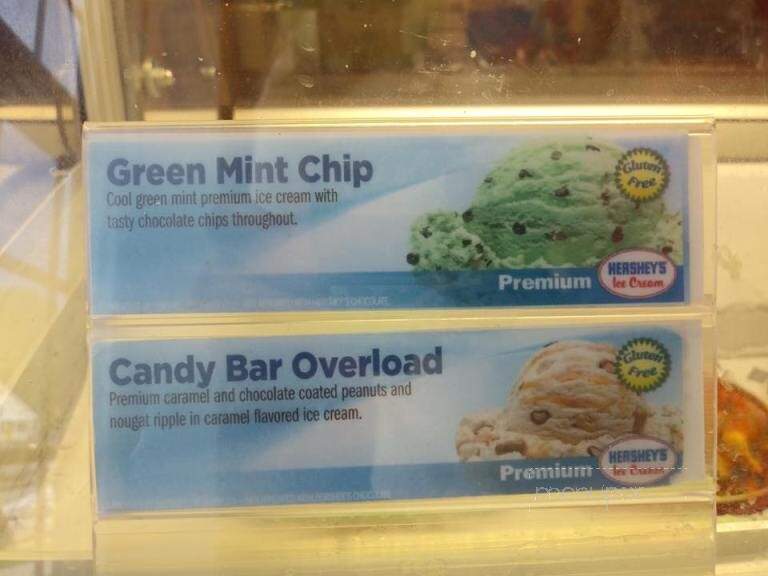 Green Mint Chip
Cool green mint premium ice cream with
tasty chocolate chips throughout.
Gluten
Free
Premium
HERSHEY'S
Ice Cream
Candy Bar Overload
Premium caramel and chocolate coated peanuts and
nougat ripple in caramel flavored ice cream.
Gluten
Free
Premium
HERSHEY'S
Ice Cream